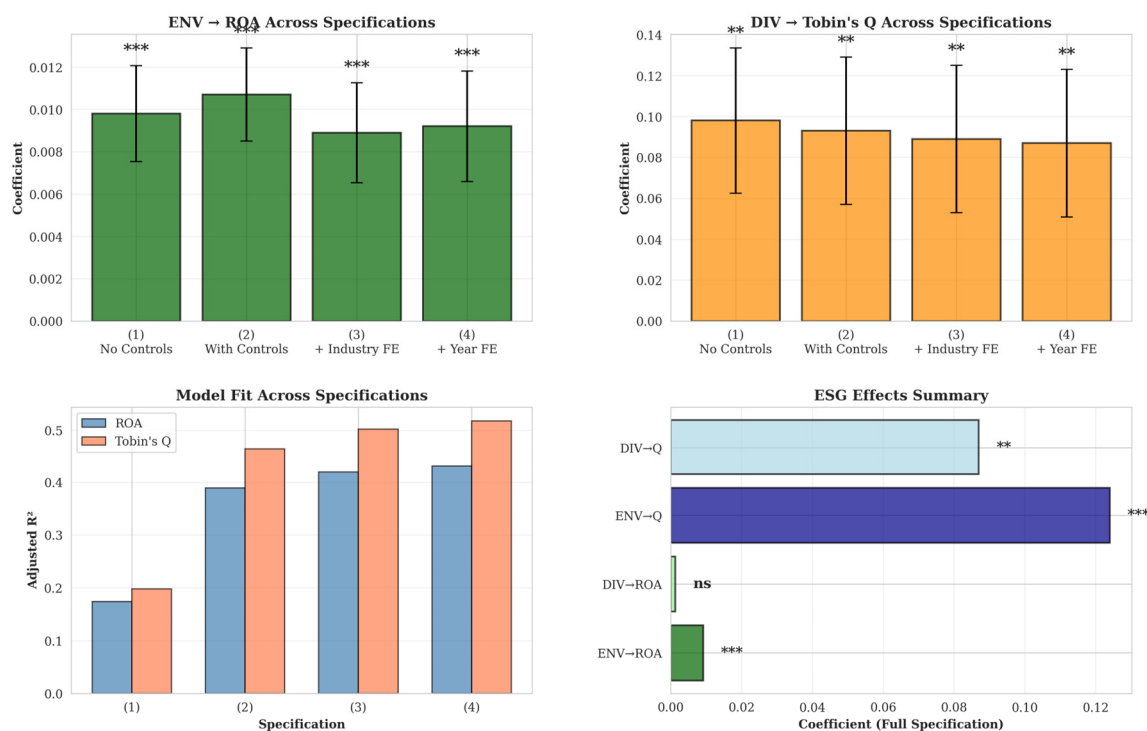 ENV → ROA Across Specifications
***
***
***
***
0.012
0.010
0.008
0.006
0.004
0.002
0.000
Coefficient
(1)
No Controls
(2)
With Controls
(3)
+ Industry FE
(4)
+ Year FE
DIV → Tobin's Q Across Specifications
**
**
**
**
0.14
0.12
0.10
0.08
0.06
0.04
0.02
0.00
Coefficient
(1)
No Controls
(2)
With Controls
(3)
+ Industry FE
(4)
+ Year FE
Model Fit Across Specifications
ROA
Tobin's Q
0.5
0.4
0.3
0.2
0.1
0.0
Adjusted R²
(1)
(2)
(3)
(4)
Specification
ESG Effects Summary
DIV→Q
**
ENV→Q
***
DIV→ROA
ns
ENV→ROA
***
0.00
0.02
0.04
0.06
0.08
0.10
0.12
Coefficient (Full Specification)